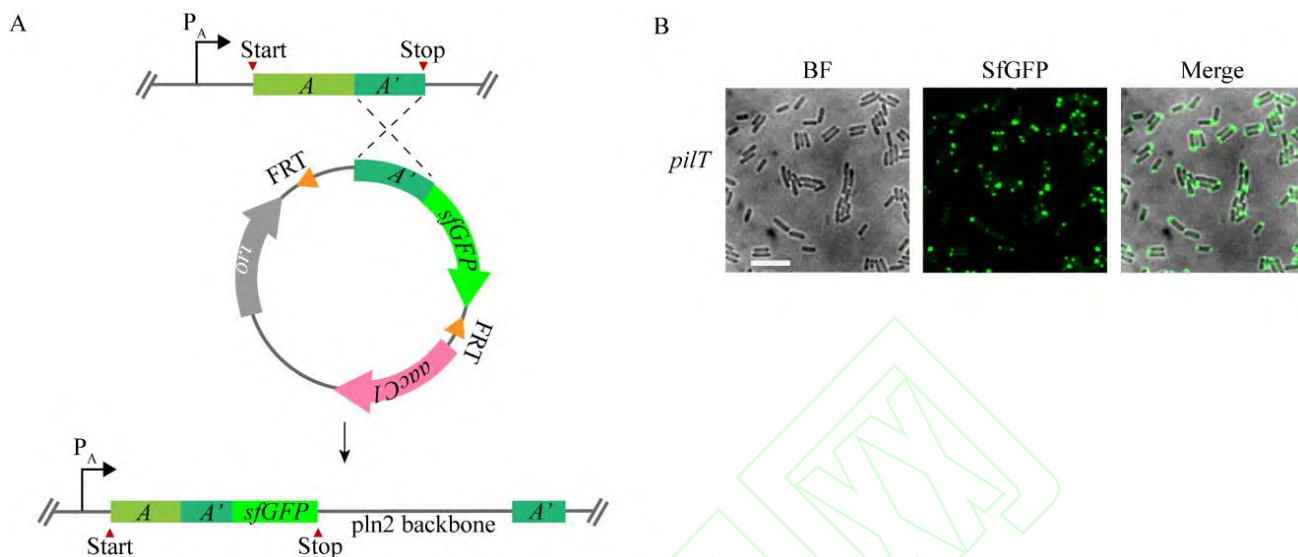 A
P_A
Start
Stop
A
A'
FRT
A'
sfGFP
ori
FRT
aacC1
P_A
A
A'
sfGFP
pln2 backbone
A'
Start
Stop
B
BF
SfGFP
Merge
pilT